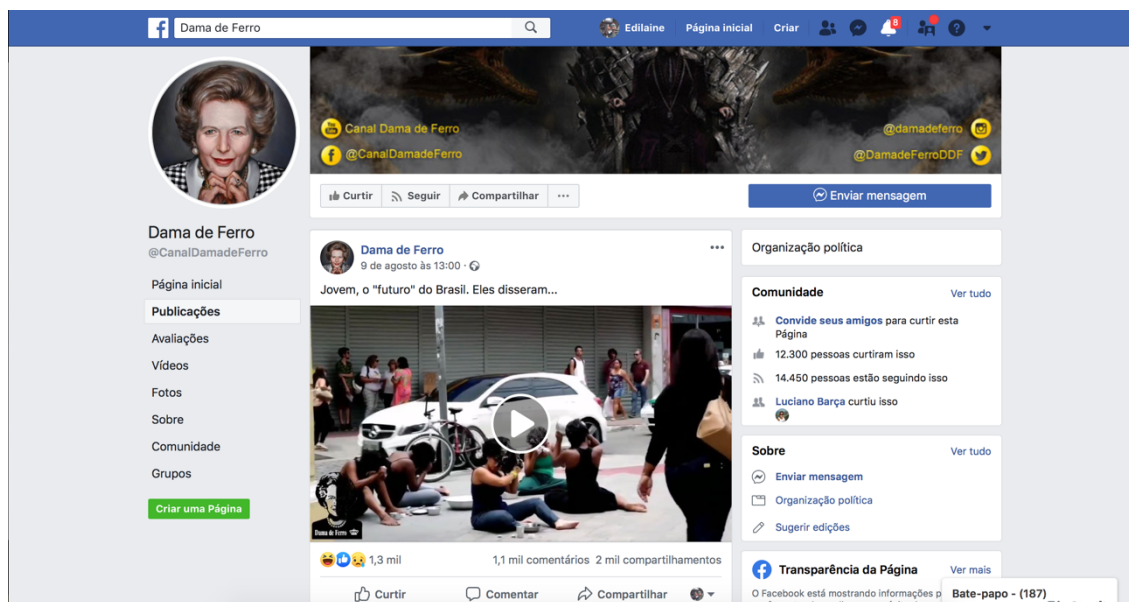 Dama de Ferro
Edilaine
Página inicial
Criar
8
Canal Dama de Ferro
@damadeferro
@CanalDamadeFerro
@DamadeFerroDDF
Curtir
Seguir
Compartilhar
Enviar mensagem
Dama de Ferro
@CanalDamadeFerro
Página inicial
Publicações
Avaliações
Vídeos
Fotos
Sobre
Comunidade
Grupos
Criar uma Página
Dama de Ferro
9 de agosto às 13:00
Jovem, o "futuro" do Brasil. Eles disseram...
Dama de Ferro
1,3 mil
1,1 mil comentários 2 mil compartilhamentos
Curtir
Comentar
Compartilhar
Organização política
Comunidade
Ver tudo
Convide seus amigos para curtir esta
Página
12.300 pessoas curtiram isso
14.450 pessoas estão seguindo isso
Luciano Barça curtiu isso
Sobre
Ver tudo
Enviar mensagem
Organização política
Sugerir edições
Transparência da Página
Ver mais
O Facebook está mostrando informações p
Bate-papo - (187)